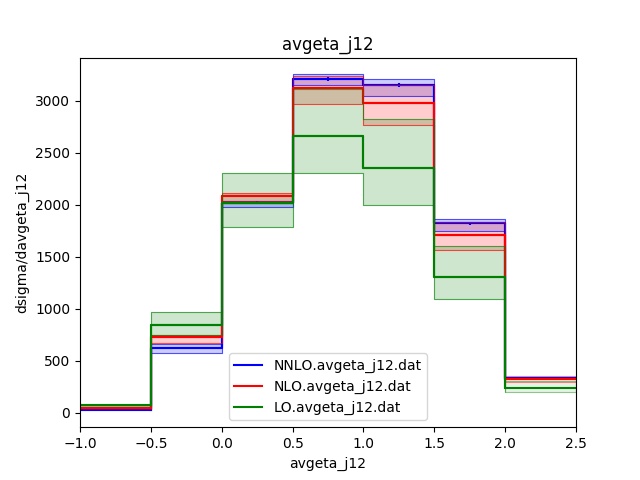 avgeta_j12
dsigma/davgeta_j12
3000
2500
2000
1500
1000
500
0
NNLO.avgeta_j12.dat
NLO.avgeta_j12.dat
LO.avgeta_j12.dat
−1.0 −0.5 0.0 0.5 1.0 1.5 2.0 2.5
avgeta_j12